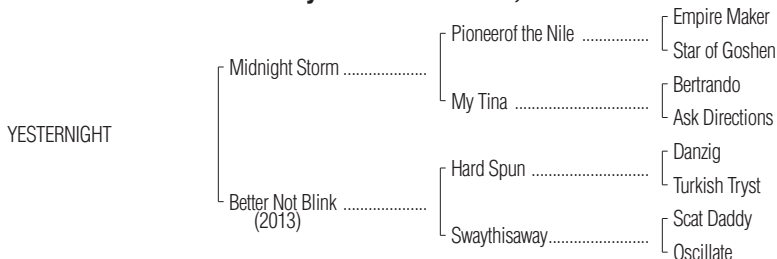 Empire Maker
Pioneerof the Nile ................
Star of Goshen
Midnight Storm ....................
Bertrando
My Tina ................................
Ask Directions
YESTERNIGHT
Danzig
Hard Spun ............................
Turkish Tryst
Better Not Blink ....................
(2013)
Scat Daddy
Swaythisaway........................
Oscillate